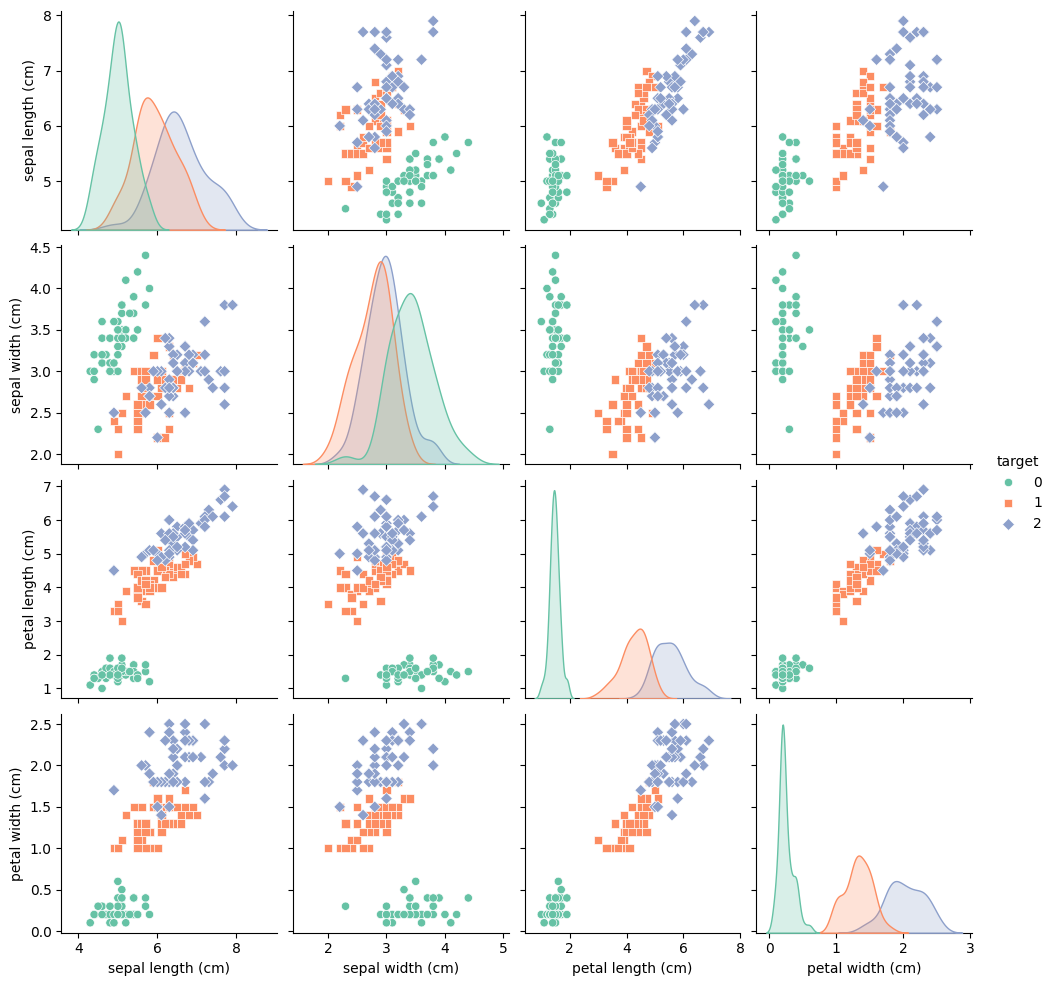 8
7
6
5
sepal length (cm)
4.5
4.0
3.5
3.0
2.5
2.0
sepal width (cm)
target
0
1
2
7
6
5
4
3
2
1
petal length (cm)
2.5
2.0
1.5
1.0
0.5
0.0
petal width (cm)
4 6 8
2 3 4 5
2 4 6 8
0 1 2 3
sepal length (cm)
sepal width (cm)
petal length (cm)
petal width (cm)